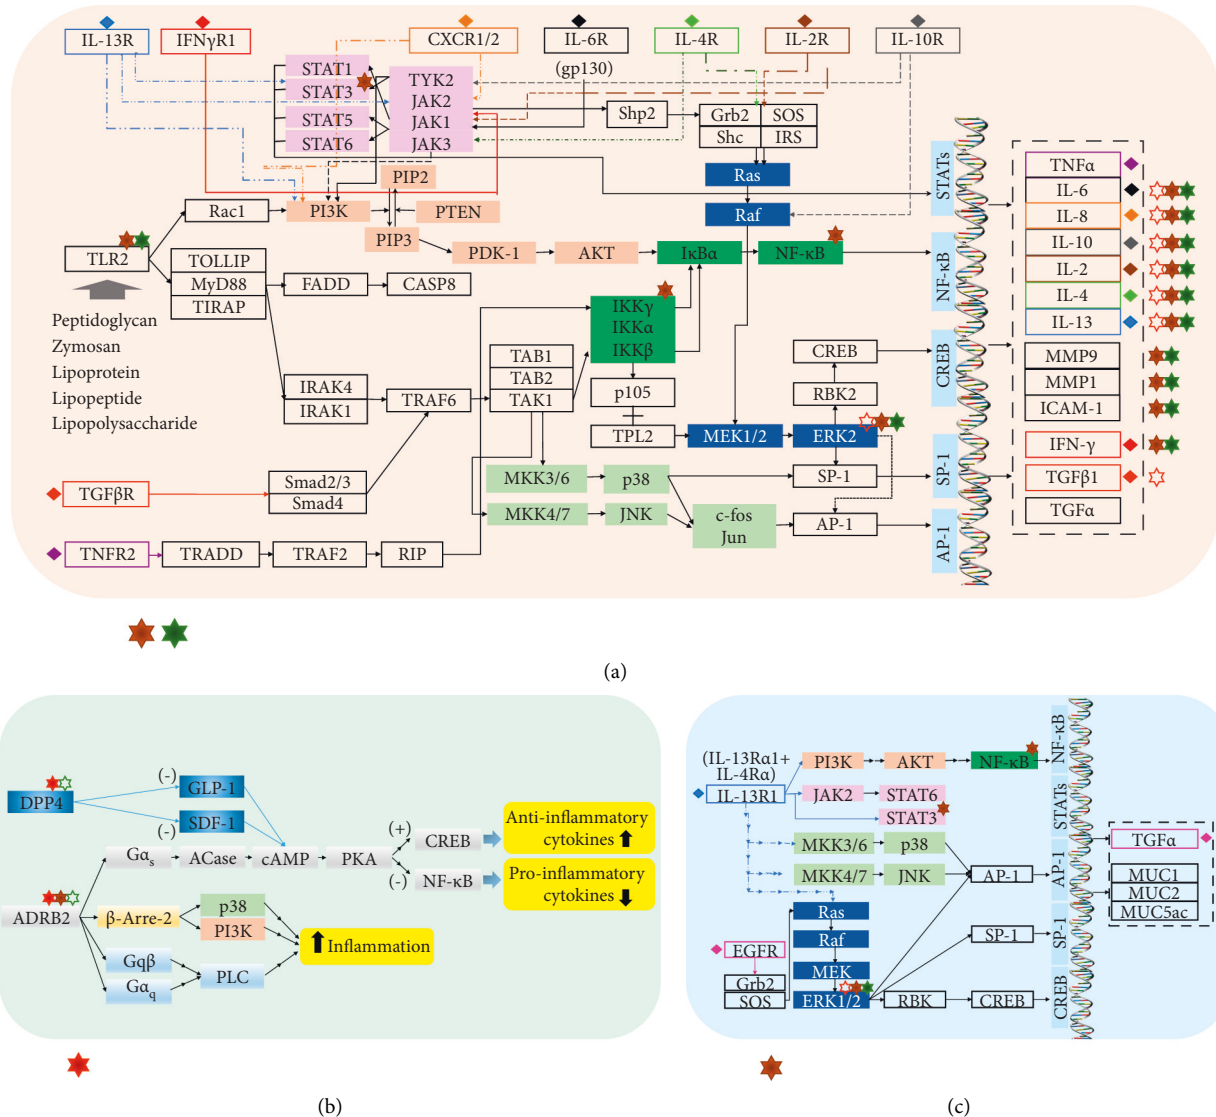 IL-13R
IFNγR1
CXCR1/2
IL-6R
IL-4R
IL-2R
IL-10R
(gp130)
STAT1
STAT3
STAT5
STAT6
TYK2
JAK2
JAK1
JAK3
Shp2
Grb2
SOS
Shc
IRS
Ras
Raf
PIP2
PI3K
PTEN
PIP3
Rac1
TLR2
PDK-1
AKT
IκBα
NF-κB
TOLLIP
MyD88
TIRAP
FADD
CASP8
Peptidoglycan
Zymosan
Lipoprotein
Lipopeptide
Lipopolysaccharide
IKKγ
IKKα
IKKβ
TAB1
TAB2
TAK1
IRAK4
IRAK1
TRAF6
p105
TPL2
MEK1/2
ERK2
RBK2
CREB
SP-1
AP-1
MKK3/6
p38
MKK4/7
JNK
c-fos
Jun
TGFβR
Smad2/3
Smad4
TNFR2
TRADD
TRAF2
RIP
STATs
NF-κB
CREB
SP-1
AP-1
TNFα
IL-6
IL-8
IL-10
IL-2
IL-4
IL-13
MMP9
MMP1
ICAM-1
IFN-γ
TGFβ1
TGFα
(a)
DPP4
(-)
GLP-1
SDF-1
(-)
Gαs
ACase
cAMP
PKA
(+)
CREB
(-)
NF-κB
Anti-inflammatory
cytokines
Pro-inflammatory
cytokines
ADRB2
β-Arre-2
p38
PI3K
Inflammation
Gqβ
Gαq
PLC
(b)
(IL-13Rα1+
IL-4Rα)
IL-13R1
PI3K
AKT
NF-κB
JAK2
STAT6
STAT3
MKK3/6
p38
MKK4/7
JNK
AP-1
Ras
Raf
MEK
ERK1/2
EGFR
Grb2
SOS
SP-1
RBK
CREB
NF-κB
STATs
AP-1
SP-1
CREB
TGFα
MUC1
MUC2
MUC5ac
(c)